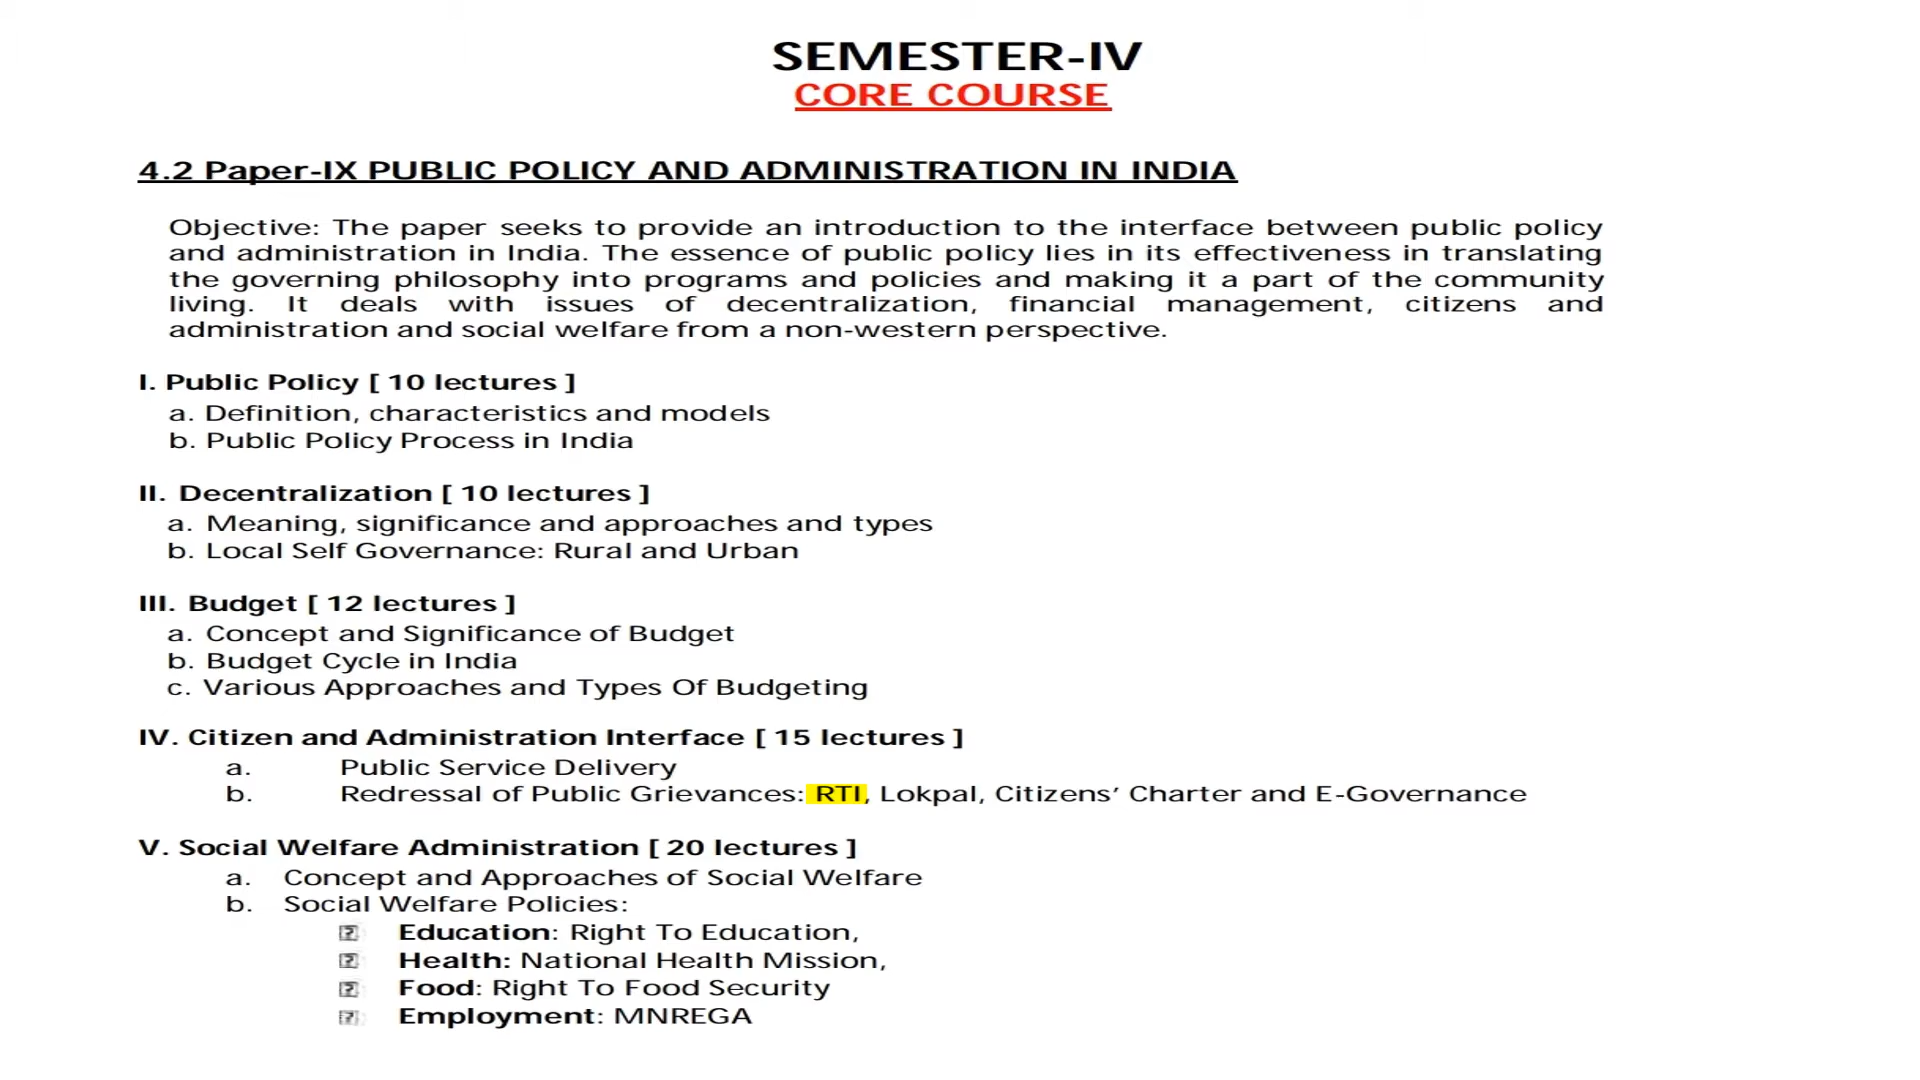 SEMESTER-IV
CORE COURSE
4.2 Paper-IX PUBLIC POLICY AND ADMINISTRATION IN INDIA
Objective: The paper seeks to provide an introduction to the interface between public policy
and administration in India. The essence of public policy lies in its effectiveness in translating
the governing philosophy into programs and policies and making it a part of the community
living. It deals with issues of decentralization, financial management, citizens and
administration and social welfare from a non-western perspective.
I. Public Policy [ 10 lectures ]
a. Definition, characteristics and models
b. Public Policy Process in India
II. Decentralization [ 10 lectures ]
a. Meaning, significance and approaches and types
b. Local Self Governance: Rural and Urban
III. Budget [ 12 lectures ]
a. Concept and Significance of Budget
b. Budget Cycle in India
c. Various Approaches and Types Of Budgeting
IV. Citizen and Administration Interface [ 15 lectures ]
a. Public Service Delivery
b. Redressal of Public Grievances: RTI, Lokpal, Citizens’ Charter and E-Governance
V. Social Welfare Administration [ 20 lectures ]
a. Concept and Approaches of Social Welfare
b. Social Welfare Policies:
Education: Right To Education,
Health: National Health Mission,
Food: Right To Food Security
Employment: MNREGA